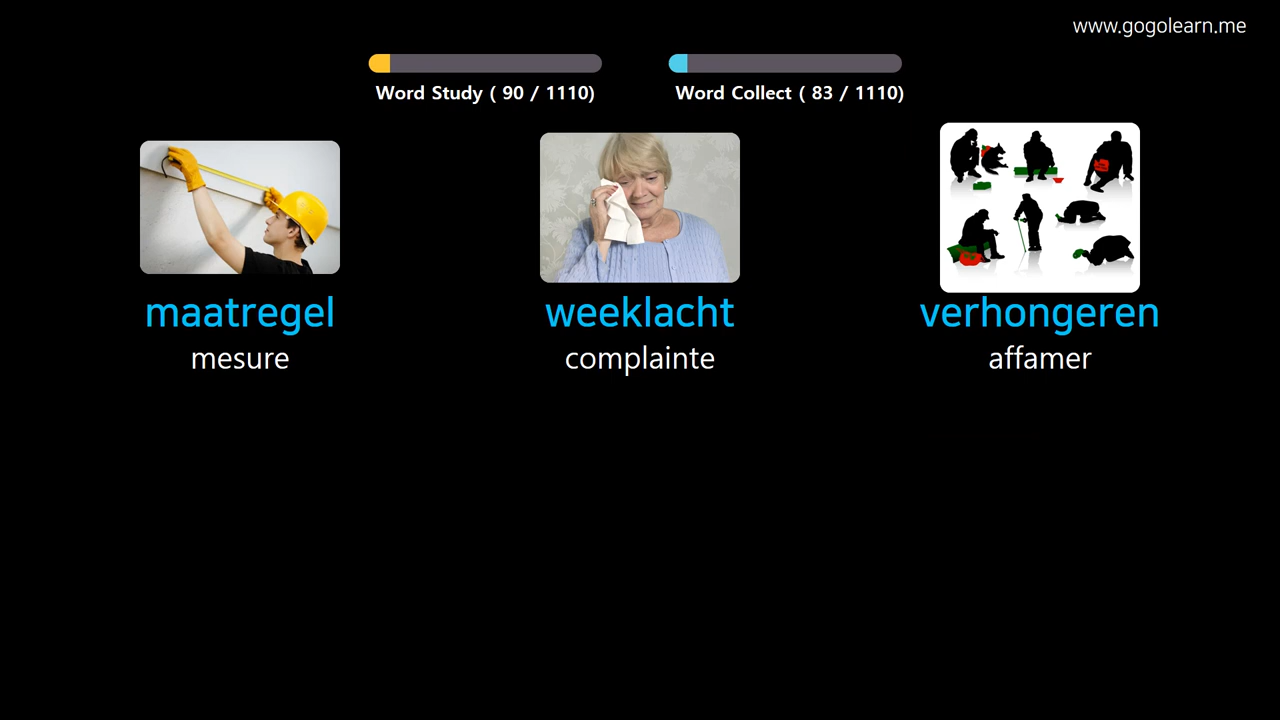 www.gogolearn.me
Word Study ( 90 / 1110)
Word Collect ( 83 / 1110)
maatregel
mesure
weeklacht
complainte
verhongeren
affamer